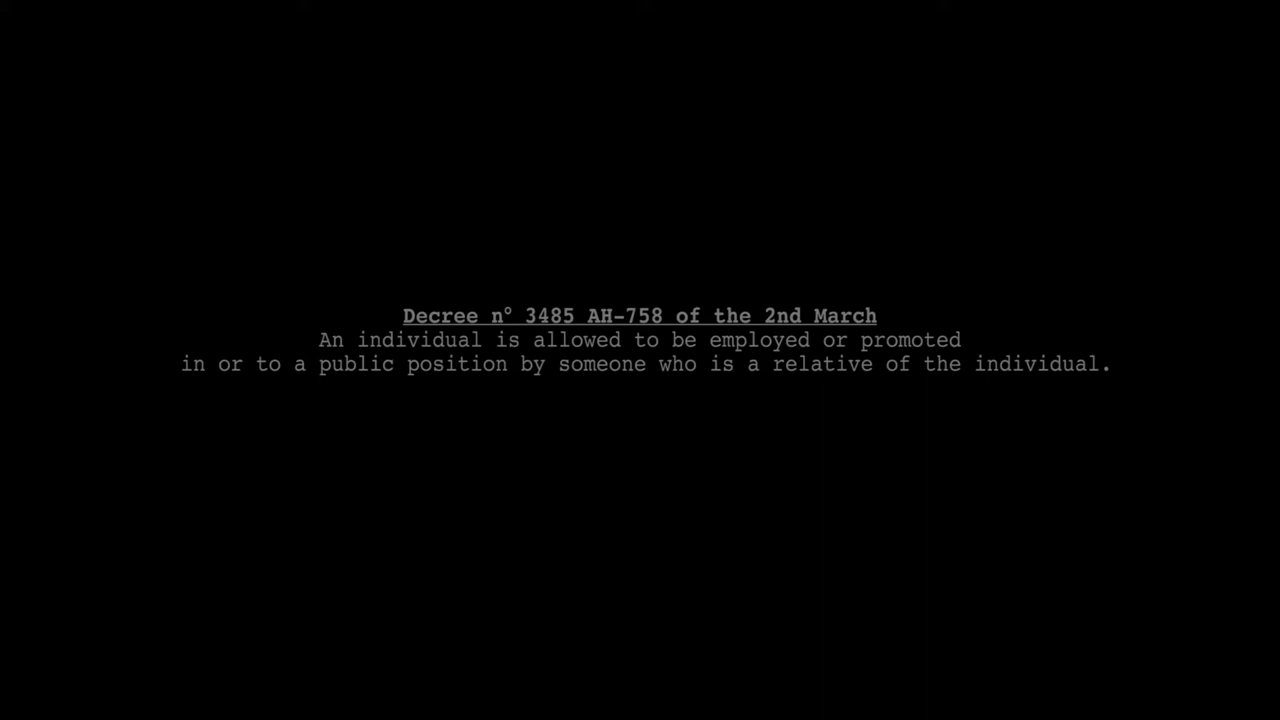 Decree n° 3485 AH-758 of the 2nd March
An individual is allowed to be employed or promoted
in or to a public position by someone who is a relative of the individual.